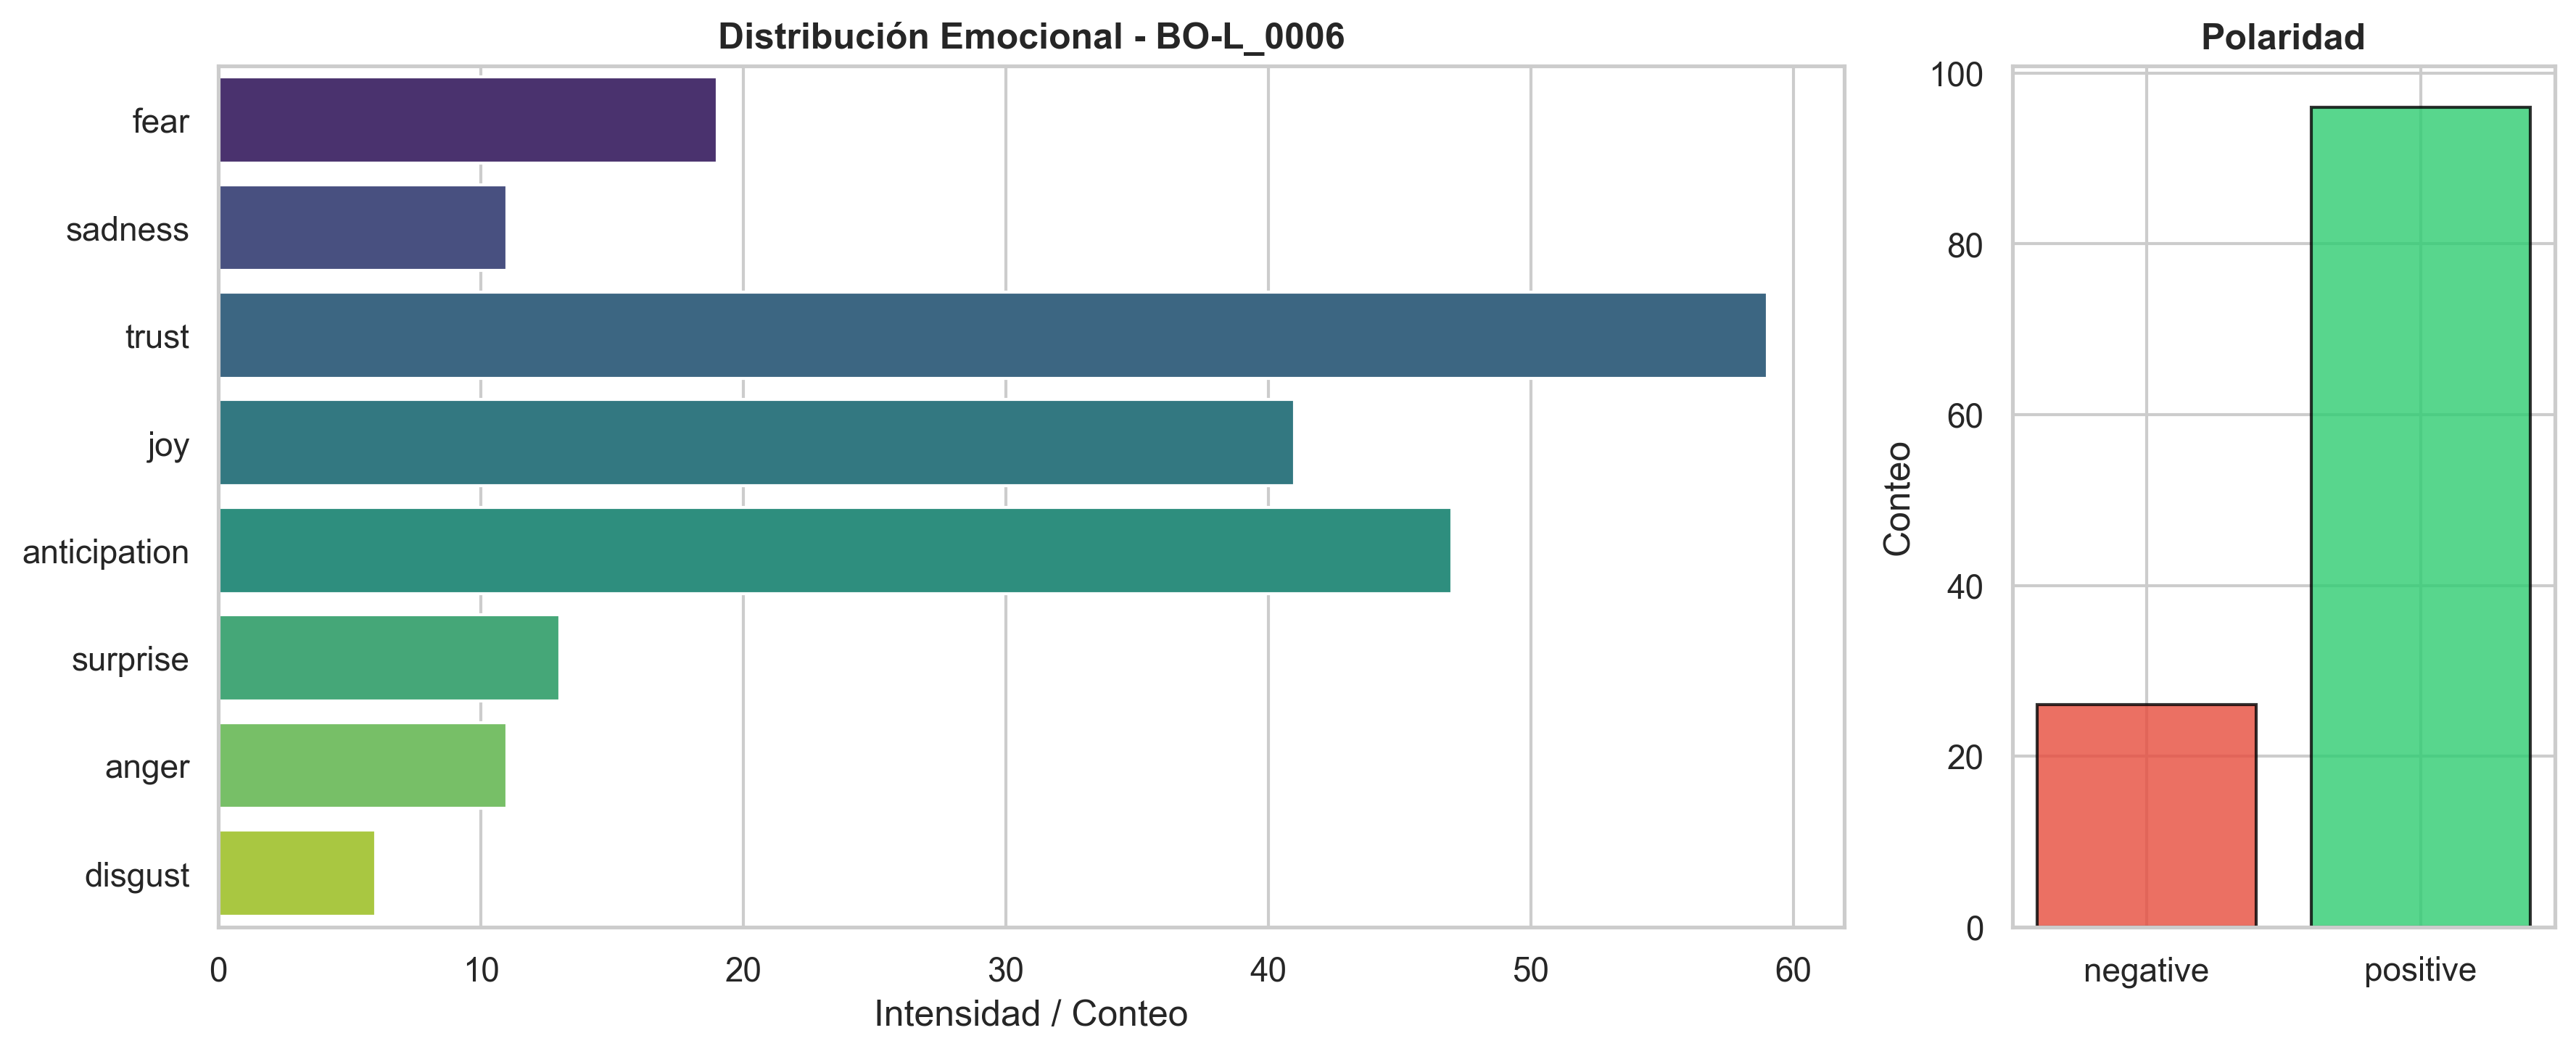 Distribución Emocional - BO-L_0006
fear
sadness
trust
joy
anticipation
surprise
anger
disgust
0 10 20 30 40 50 60
Intensidad / Conteo
Polaridad
Conteo
100
80
60
40
20
0
negative positive